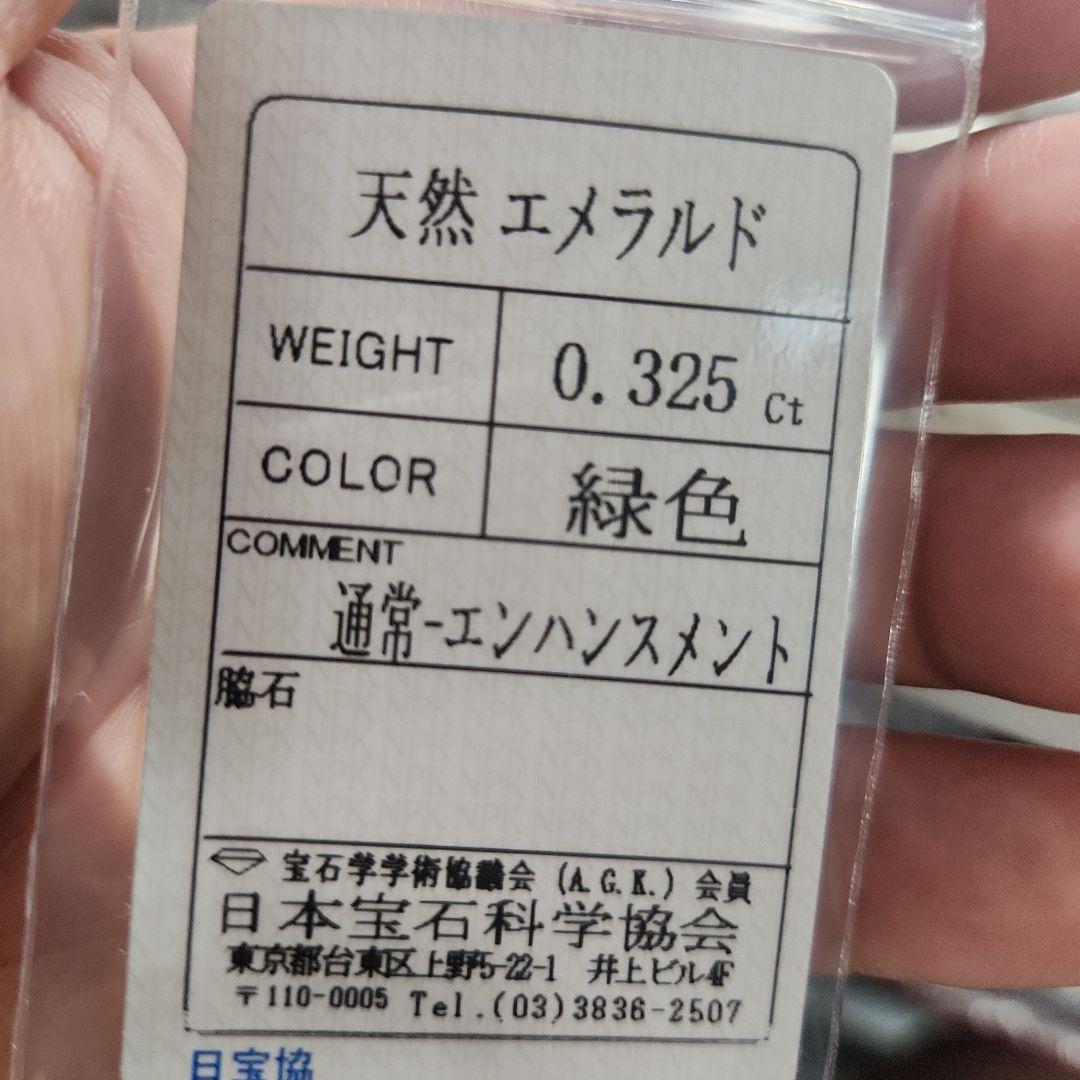 天然 エメラルド
WEIGHT 0.325 Ct
COLOR 緑色
COMMENT
通常-エンハンスメント
脇石
宝石学学術協議会 (A.G.K.) 会員
日本宝石科学協会
東京都台東区上野5-22-1 井上ビル4F
〒110-0005 Tel.(03)3836-2507
日宝協